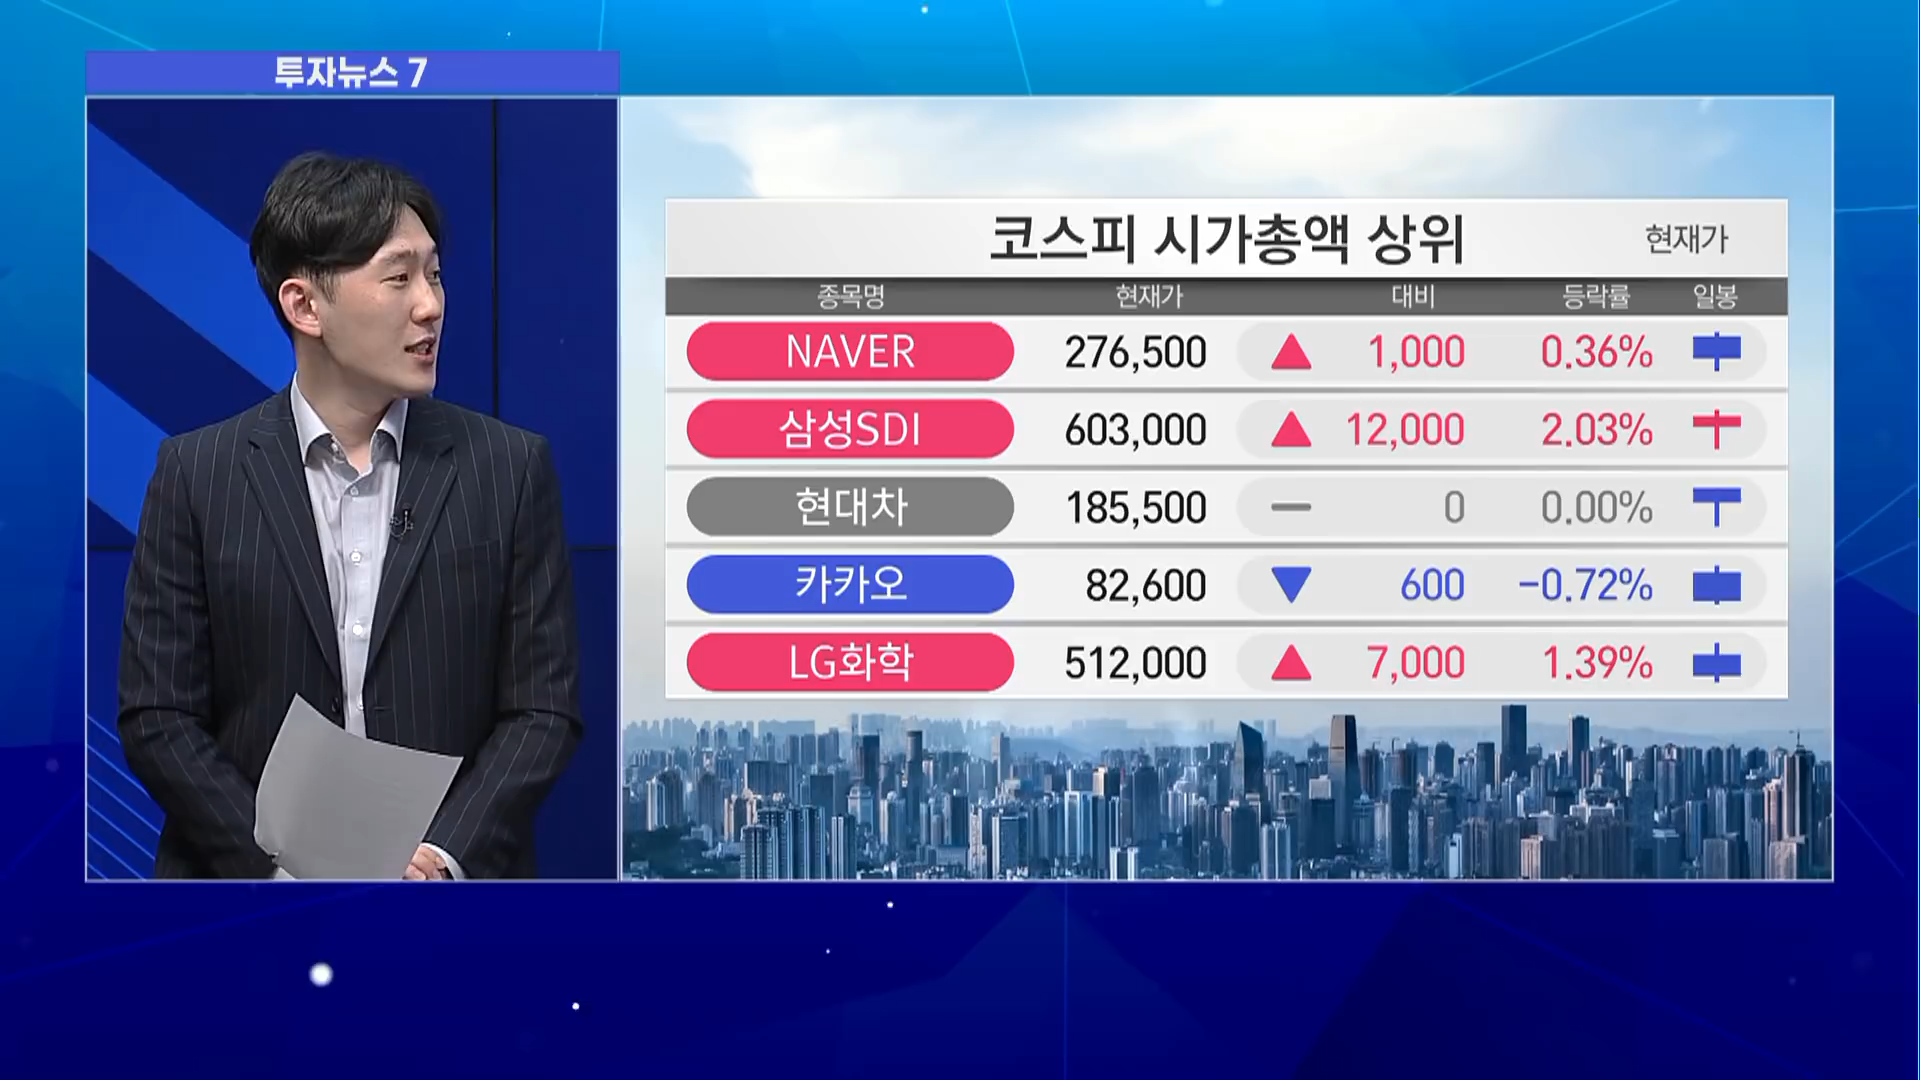 투자뉴스 7
코스피 시가총액 상위 현재가
종목명 현재가 대비 등락률 일봉
NAVER 276,500 ▲ 1,000 0.36%
삼성SDI 603,000 ▲ 12,000 2.03%
현대차 185,500 – 0 0.00%
카카오 82,600 ▼ 600 -0.72%
LG화학 512,000 ▲ 7,000 1.39%